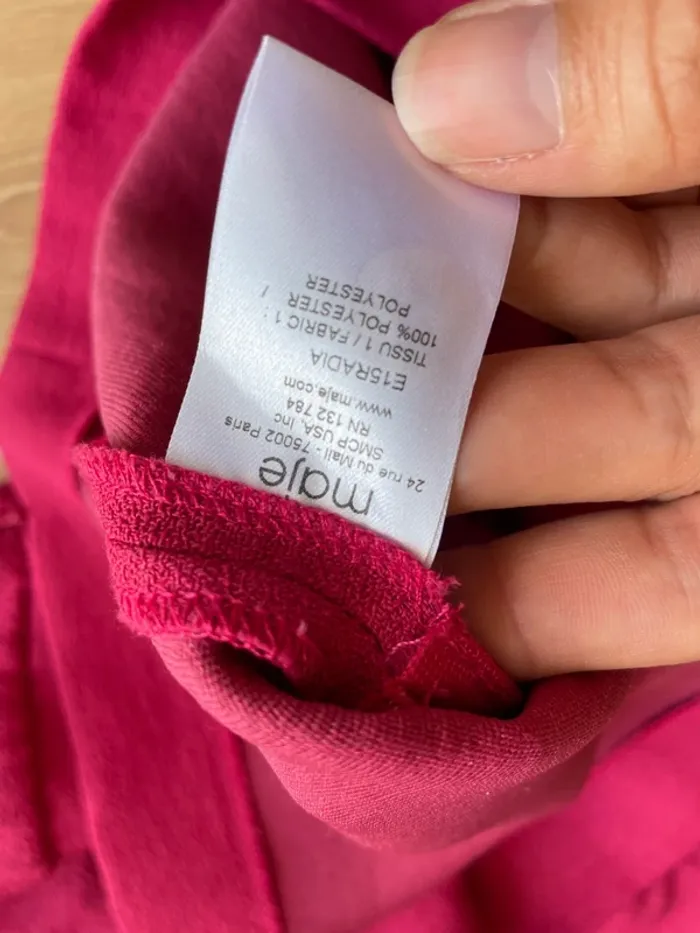 maje
24 rue du Mail - 75002 Paris
SMCP USA, Inc
RN 132 784
www.maje.com
E15RADIA
TISSU 1 / FABRIC 1 :
100% POLYESTER /
POLYESTER